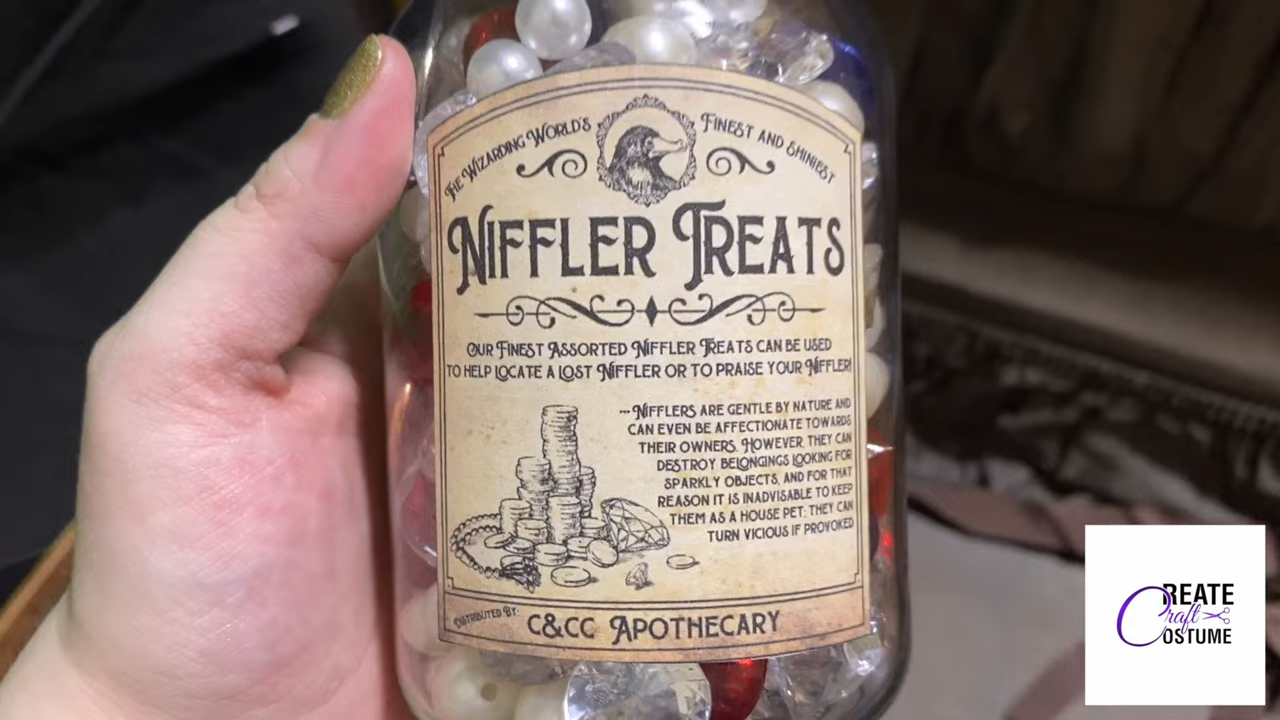 The Wizarding World's Finest and Shiniest
Niffler Treats
Our Finest Assorted Niffler Treats can be used
to help locate a lost Niffler or to praise your Niffler!
--- Nifflers are gentle by nature and
can even be affectionate towards
their owners. However, they can
destroy belongings looking for
sparkly objects, and for that
reason it is inadvisable to keep
them as a house pet; they can
turn vicious if provoked
Distributed by: C&CC Apothecary
Create
Craft
Costume